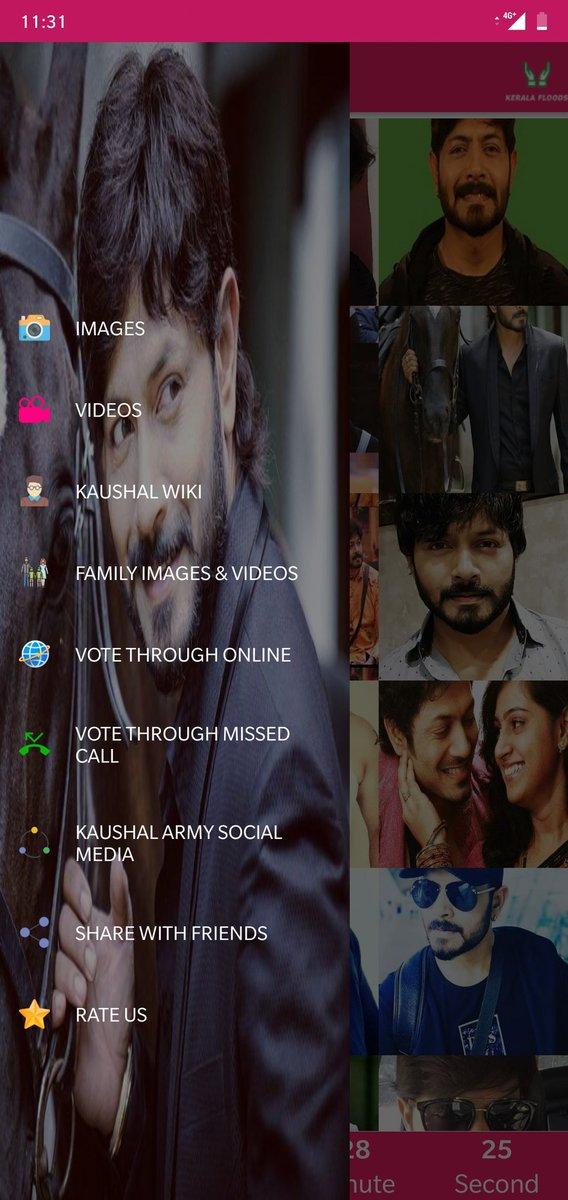 11:31
4G+
KERALA FLOODS
IMAGES
VIDEOS
KAUSHAL WIKI
FAMILY IMAGES & VIDEOS
VOTE THROUGH ONLINE
VOTE THROUGH MISSED
CALL
KAUSHAL ARMY SOCIAL
MEDIA
SHARE WITH FRIENDS
RATE US
28 25
nute Second